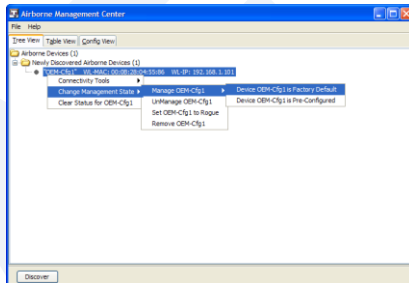 Airborne Management Center
File Help
Tree View Table View Config View
Airborne Devices (1)
Newly Discovered Airborne Devices (1)
"OEM-Cfg1" WL-MAC: 00:0B:28:04:55:86 WL-IP: 192.168.1.101
Connectivity Tools
Change Management State Manage OEM-Cfg1 Device OEM-Cfg1 is Factory Default
Clear Status for OEM-Cfg1 UnManage OEM-Cfg1 Device OEM-Cfg1 is Pre-Configured
Set OEM-Cfg1 to Rogue
Remove OEM-Cfg1
Discover